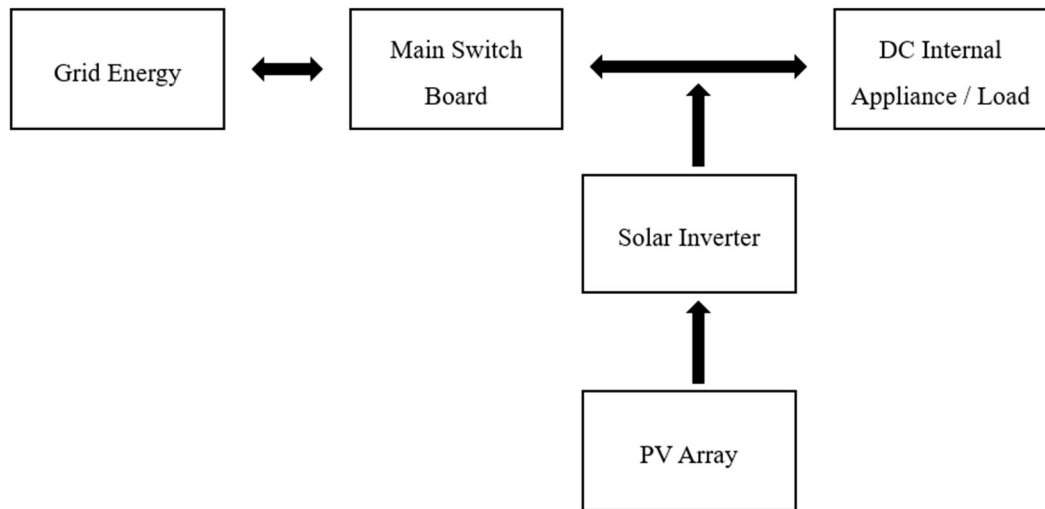 Grid Energy
Main Switch
Board
DC Internal
Appliance / Load
Solar Inverter
PV Array